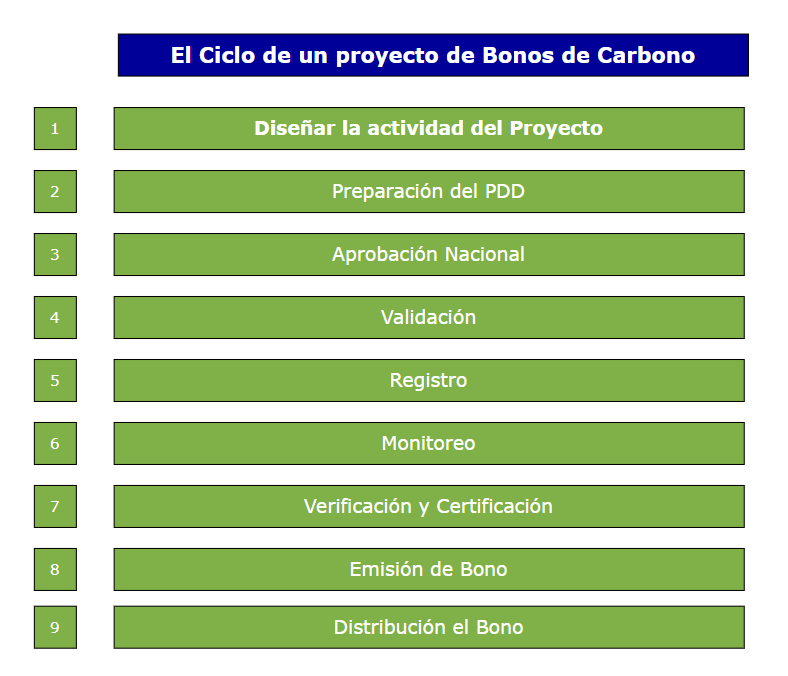 El Ciclo de un proyecto de Bonos de Carbono
1 Diseñar la actividad del Proyecto
2 Preparación del PDD
3 Aprobación Nacional
4 Validación
5 Registro
6 Monitoreo
7 Verificación y Certificación
8 Emisión de Bono
9 Distribución el Bono